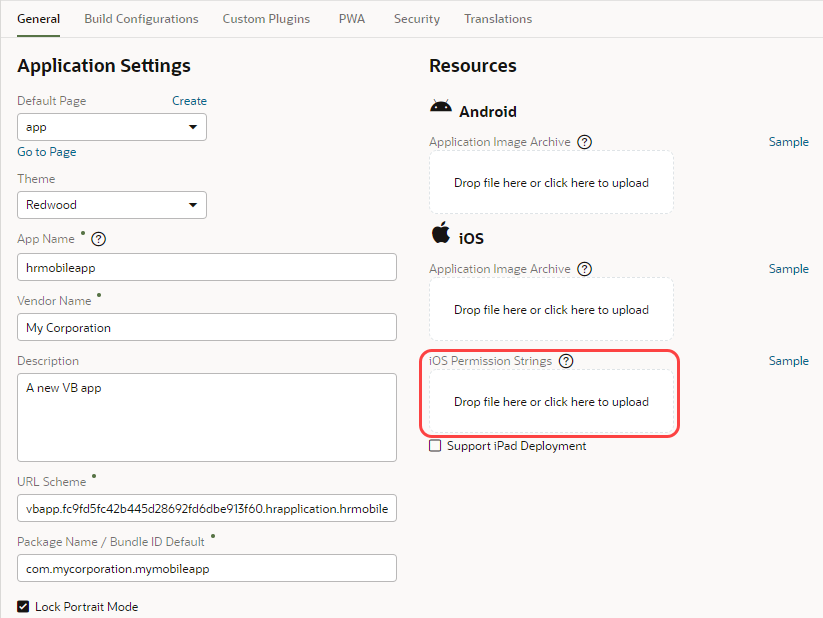 General Build Configurations Custom Plugins PWA Security Translations
Application Settings
Default Page Create
app
Go to Page
Theme
Redwood
App Name
hrmobileapp
Vendor Name
My Corporation
Description
A new VB app
URL Scheme
vbapp.fc9fd5fc42b445d28692fd6dbe913f60.hrapplication.hrmobile
Package Name / Bundle ID Default
com.mycorporation.mymobileapp
Lock Portrait Mode
Resources
Android
Application Image Archive ? Sample
Drop file here or click here to upload
iOS
Application Image Archive ? Sample
Drop file here or click here to upload
iOS Permission Strings ? Sample
Drop file here or click here to upload
Support iPad Deployment